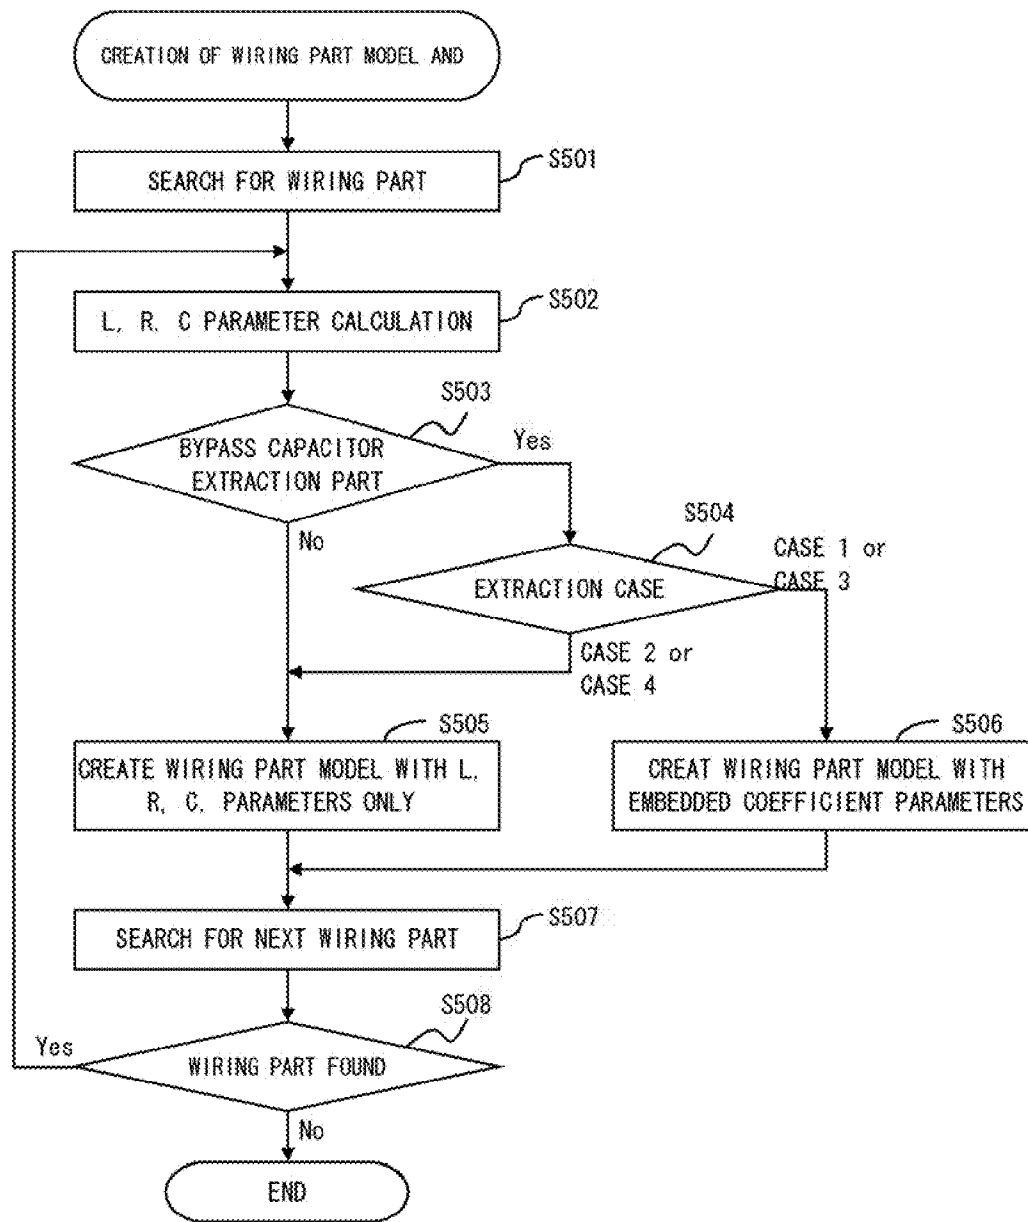 CREATION OF WIRING PART MODEL AND
S501
SEARCH FOR WIRING PART
S502
L, R, C PARAMETER CALCULATION
S503
BYPASS CAPACITOR
EXTRACTION PART
Yes
No
S504
EXTRACTION CASE
CASE 1 or
CASE 3
CASE 2 or
CASE 4
S505
CREATE WIRING PART MODEL WITH L,
R, C, PARAMETERS ONLY
S506
CREAT WIRING PART MODEL WITH
EMBEDDED COEFFICIENT PARAMETERS
S507
SEARCH FOR NEXT WIRING PART
S508
WIRING PART FOUND
Yes
No
END